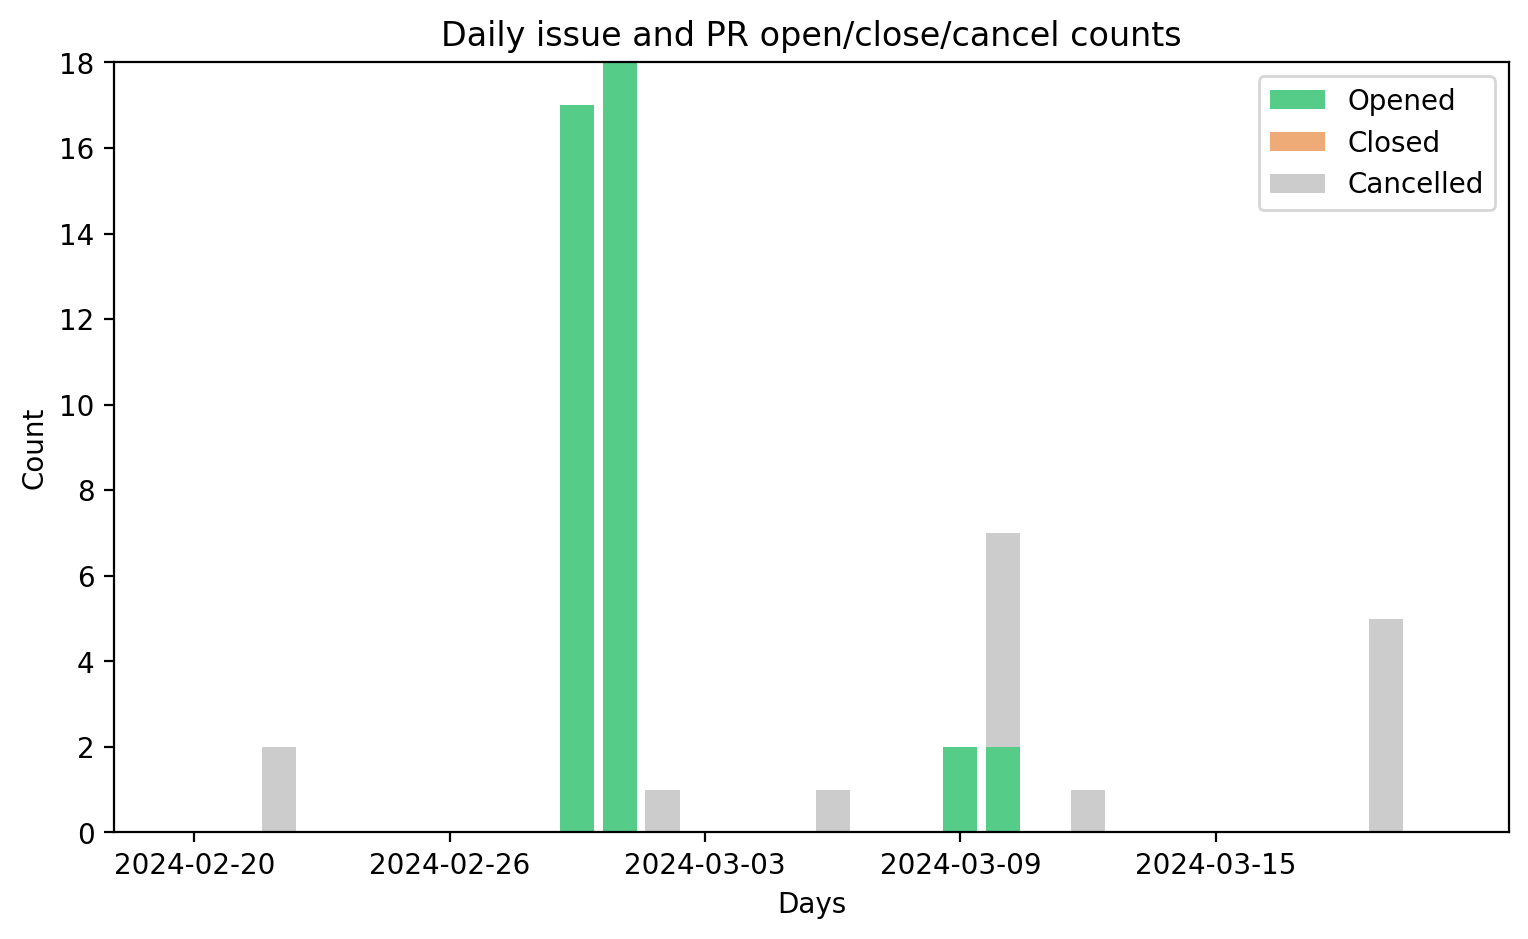 Daily issue and PR open/close/cancel counts
18
16
14
12
10
8
6
4
2
0
Count
Opened
Closed
Cancelled
2024-02-20 2024-02-26 2024-03-03 2024-03-09 2024-03-15
Days